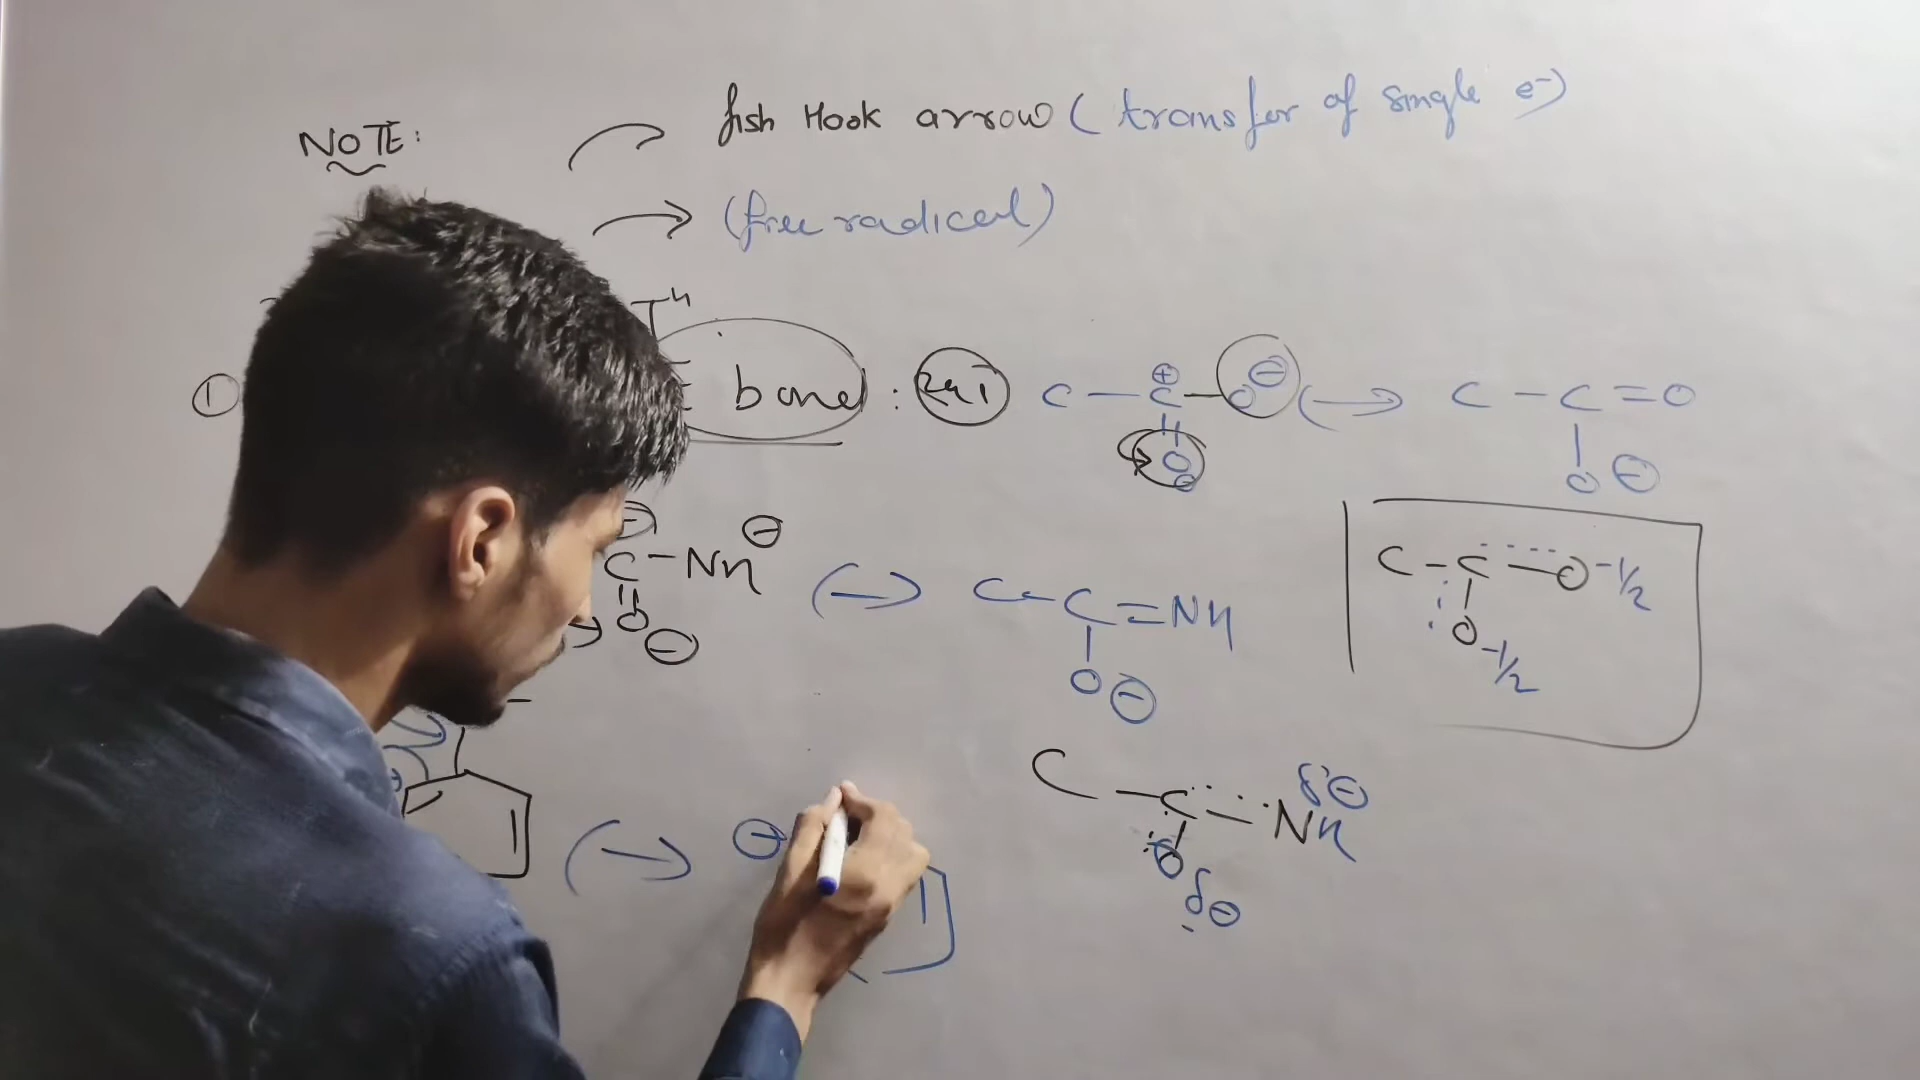 NOTE:
fish Hook arrow (transfer of single e-)
(free radical)
① bond : C — C — O ⊖ ↔ C — C = O
⊕ O ⊖ O ⊖
C — NH ⊖ ↔ C — C = NH
O ⊖ O ⊖
C — C — O -1/2
O -1/2
↔ ⊖
C — C — NH δ⊖
O δ⊖